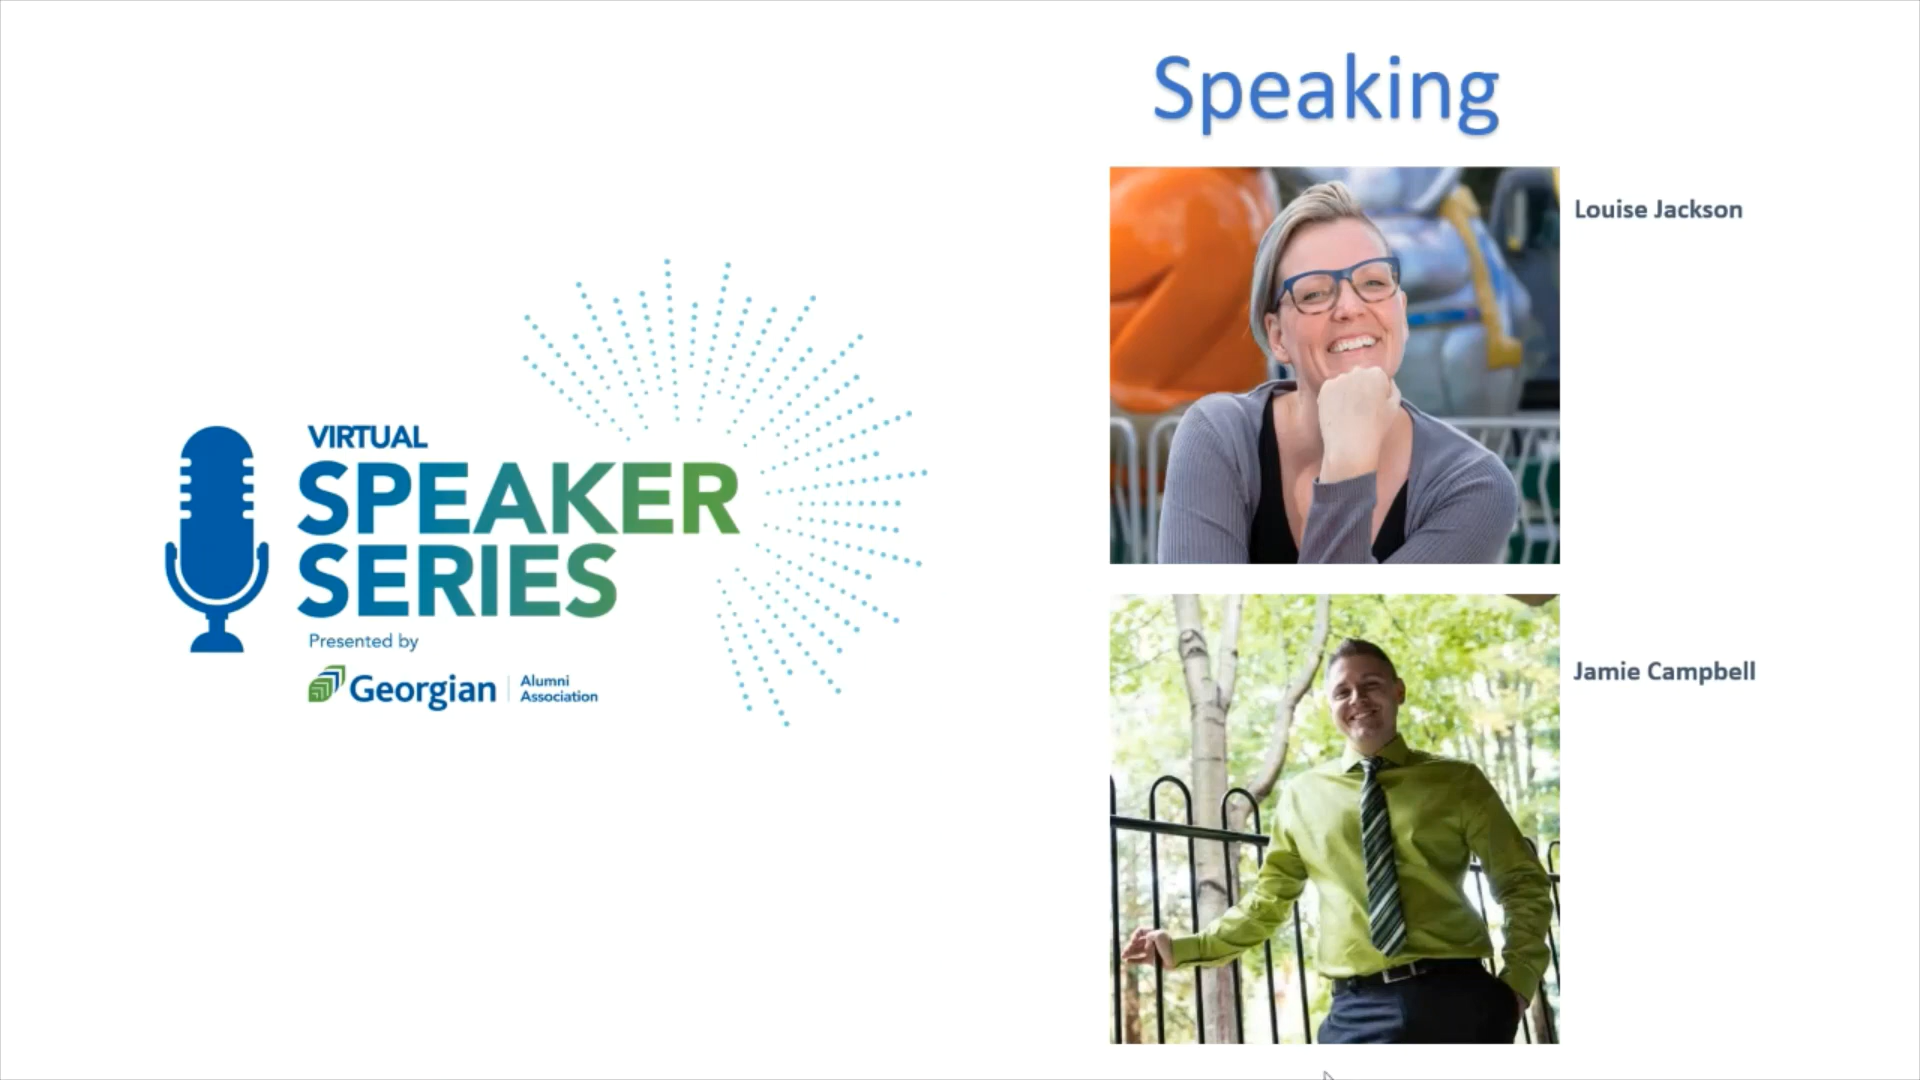 VIRTUAL
SPEAKER
SERIES
Presented by
Georgian
Alumni
Association
Speaking
Louise Jackson
Jamie Campbell